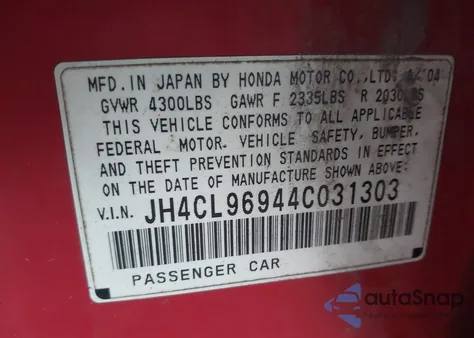 MFD. IN JAPAN BY HONDA MOTOR CO., LTD. /04
GVWR 4300LBS GAWR F 2335LBS R 2030LBS
THIS VEHICLE CONFORMS TO ALL APPLICABLE
FEDERAL MOTOR VEHICLE SAFETY, BUMPER,
AND THEFT PREVENTION STANDARDS IN EFFECT
ON THE DATE OF MANUFACTURE SHOWN ABOVE.
V.I.N. JH4CL96944C031303
PASSENGER CAR
autoSnap